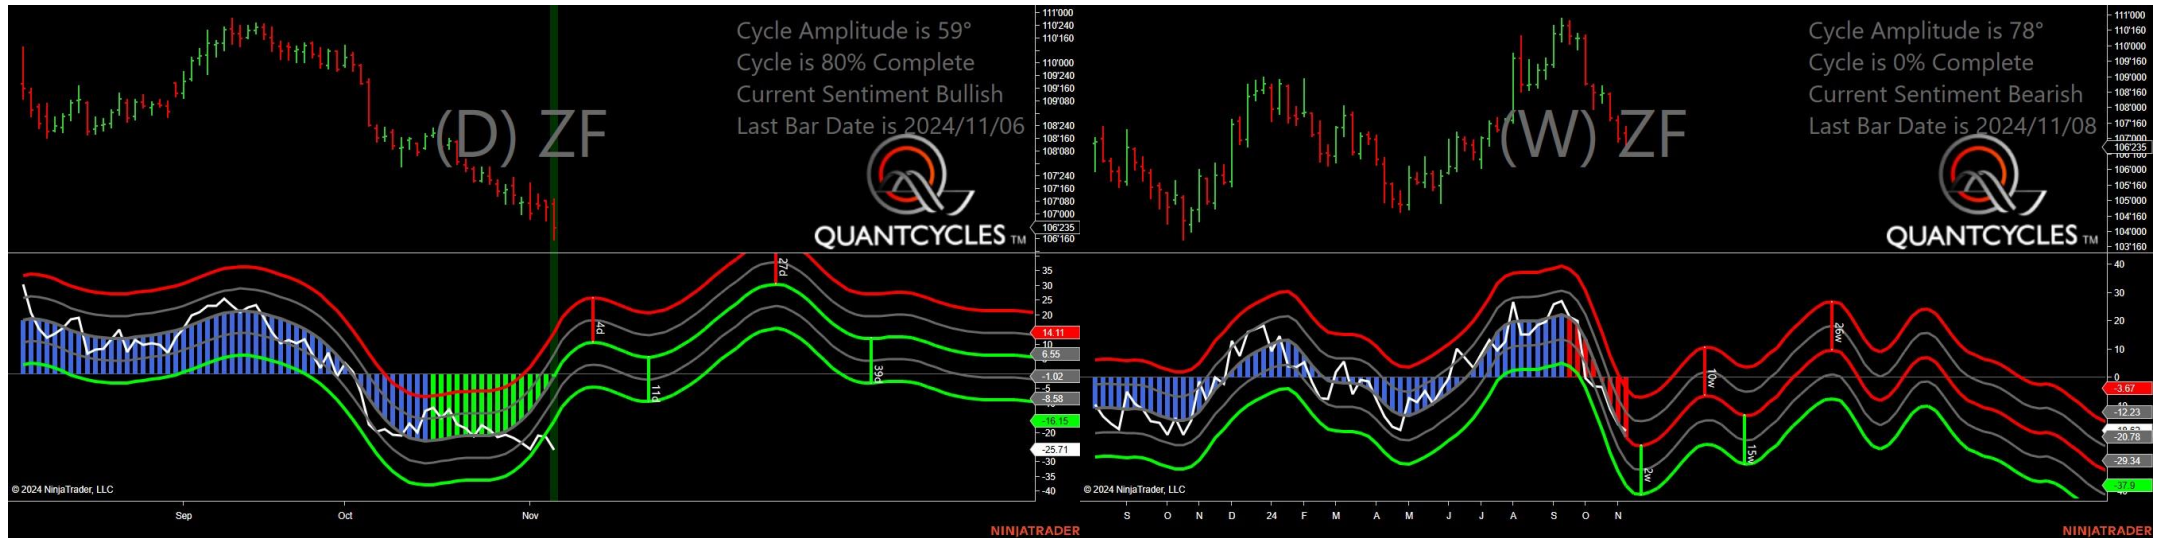 Cycle Amplitude is 59°
Cycle is 80% Complete
Current Sentiment Bullish
Last Bar Date is 2024/11/06
(D) ZF
QUANTCYCLES TM
111'000
110'240
110'160
110'000
109'240
109'160
109'080
108'240
108'160
108'080
107'240
107'160
107'080
107'000
106'235
106'160
27d
4d
11d
39d
35
30
25
20
14.11
10
6.55
-1.02
-5
-8.58
-16.15
-20
-25.71
-30
-35
-40
© 2024 NinjaTrader, LLC
Sep Oct Nov
NINJATRADER
Cycle Amplitude is 78°
Cycle is 0% Complete
Current Sentiment Bearish
Last Bar Date is 2024/11/08
(W) ZF
QUANTCYCLES TM
111'000
110'160
110'000
109'160
109'000
108'160
108'000
107'160
107'000
106'235
106'160
106'000
105'160
105'000
104'160
104'000
103'160
10w
26w
2w
15w
40
30
20
10
0
-3.67
-12.23
-20.78
-29.34
-37.9
© 2024 NinjaTrader, LLC
S O N D 24 F M A M J J A S O N
NINJATRADER